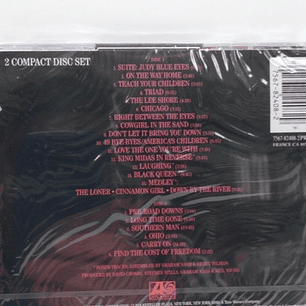 2 COMPACT DISC SET
DISC 1
1. SUITE: JUDY BLUE EYES
2. ON THE WAY HOME
3. TEACH YOUR CHILDREN
4. TRIAD
5. THE LEE SHORE
6. CHICAGO
7. RIGHT BETWEEN THE EYES
8. COWGIRL IN THE SAND
9. DON'T LET IT BRING YOU DOWN
10. 49 BYE-BYES/AMERICA'S CHILDREN
11. LOVE THE ONE YOU'RE WITH
12. KING MIDAS IN REVERSE*
13. LAUGHING*
14. BLACK QUEEN*
15. MEDLEY*
THE LONER • CINNAMON GIRL • DOWN BY THE RIVER
PRE-ROAD DOWNS
LONG TIME GONE
SOUTHERN MAN
OHIO
CARRY ON
FIND THE COST OF FREEDOM
7567-82408-2